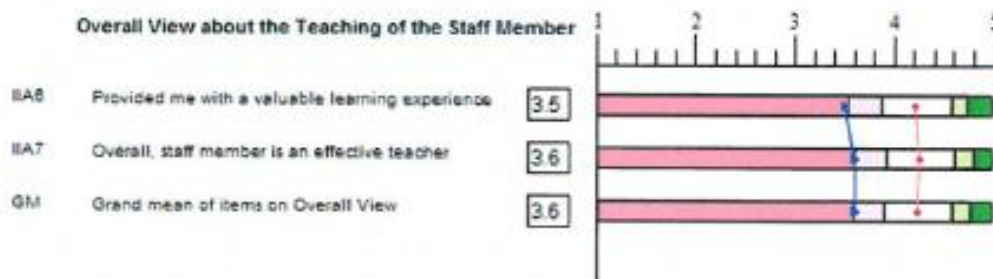 Overall View about the Teaching of the Staff Member 1 2 3 4 5
IIA6 Provided me with a valuable learning experience 3.5
IIA7 Overall, staff member is an effective teacher 3.6
GM Grand mean of items on Overall View 3.6